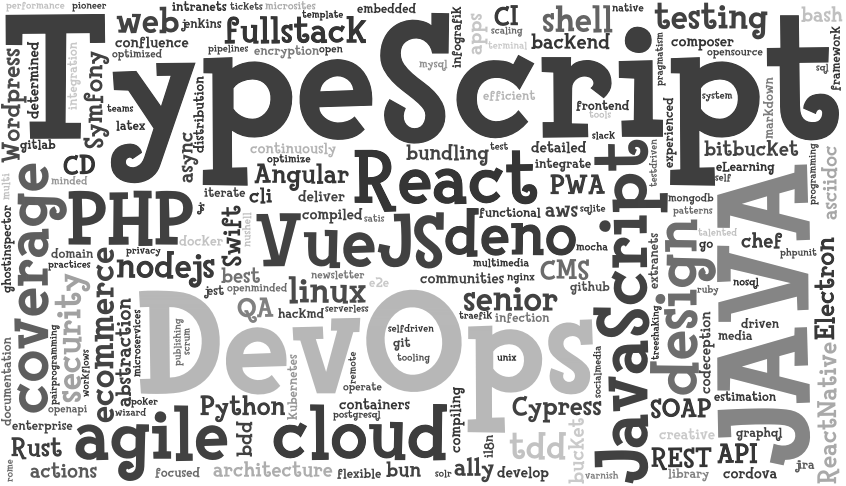 performance
pioneer
intranets
tickets
microsites
embedded
web
jenkins
template
fullstack
open
infografik
apps
CI
scaling
terminal
shell
native
testing
bash
confluence
optimized
pipelines
encryption
mysql
backend
pragmatism
composer
opensource
sql
framework
Wordpress
determined
integration
Symfony
TypeScript
teams
latex
async
distribution
efficient
frontend
tools
slack
experienced
system
markdown
gitlab
CD
minded
multi
continuously
optimize
Angular
bundling
test
detailed
integrate
testdriven
bitbucket
eLearning
self
programming
asciidoc
React
PWA
iterate
cli
deliver
jr
PHP
coverage
Swift
nushell
compiled
satis
functional
aws
sqlite
mongodb
patterns
talented
ghostinspector
domain
practices
privacy
docker
VueJS
deno
mocha
JavaScript
extranets
design
go
chef
phpunit
JAVA
Electron
nodejs
best
openminded
jest
newsletter
e2e
multimedia
communities
nginx
CMS
github
ruby
nosql
security
ecommerce
abstraction
microservices
linux
QA
hackmd
serverless
senior
traefik
infection
DevOps
publishing
scrum
selfdriven
git
tooling
unix
treeshaking
codeception
driven
media
documentation
pairprogramming
workflows
openapi
poker
wizard
kubernetes
remote
operate
socialmedia
estimation
ReactNative
Python
containers
postgresql
compiling
Cypress
SOAP
enterprise
Rust
agile
bdd
cloud
i18n
tdd
bucket
creative
graphql
rome
actions
focused
architecture
flexible
bun
solr
ally
develop
varnish
REST
API
library
cordova
jra